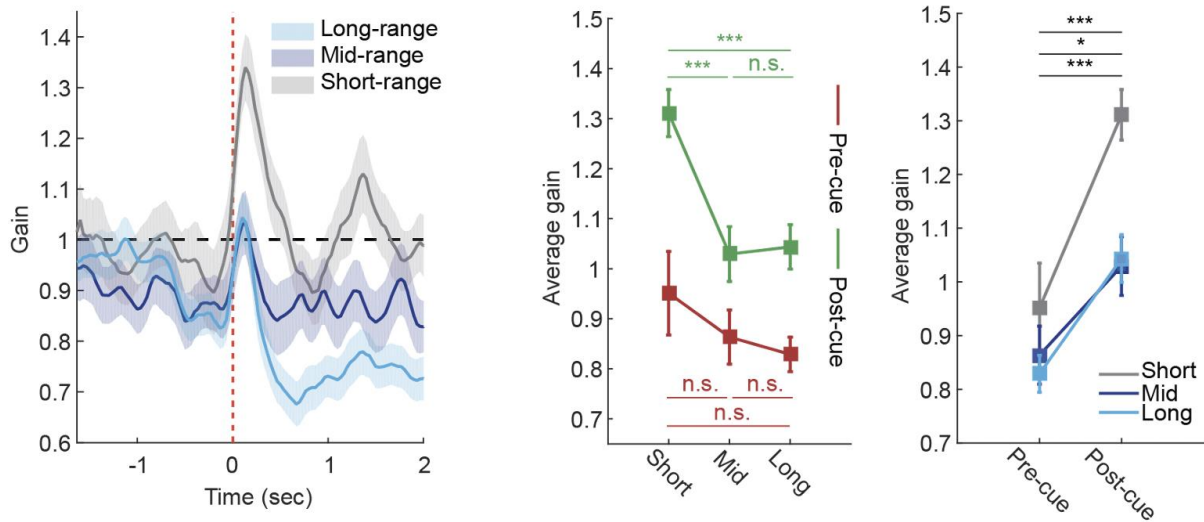 Long-range
Mid-range
Short-range
1.4
1.3
1.2
1.1
1
0.9
0.8
0.7
0.6
Gain
-1
0
1
2
Time (sec)
1.5
1.4
1.3
1.2
1.1
1
0.9
0.8
0.7
Average gain
***
***
n.s.
n.s.
n.s.
n.s.
Pre-cue
Post-cue
Short
Mid
Long
1.5
1.4
1.3
1.2
1.1
1
0.9
0.8
0.7
Average gain
***
*
***
Short
Mid
Long
Pre-cue
Post-cue